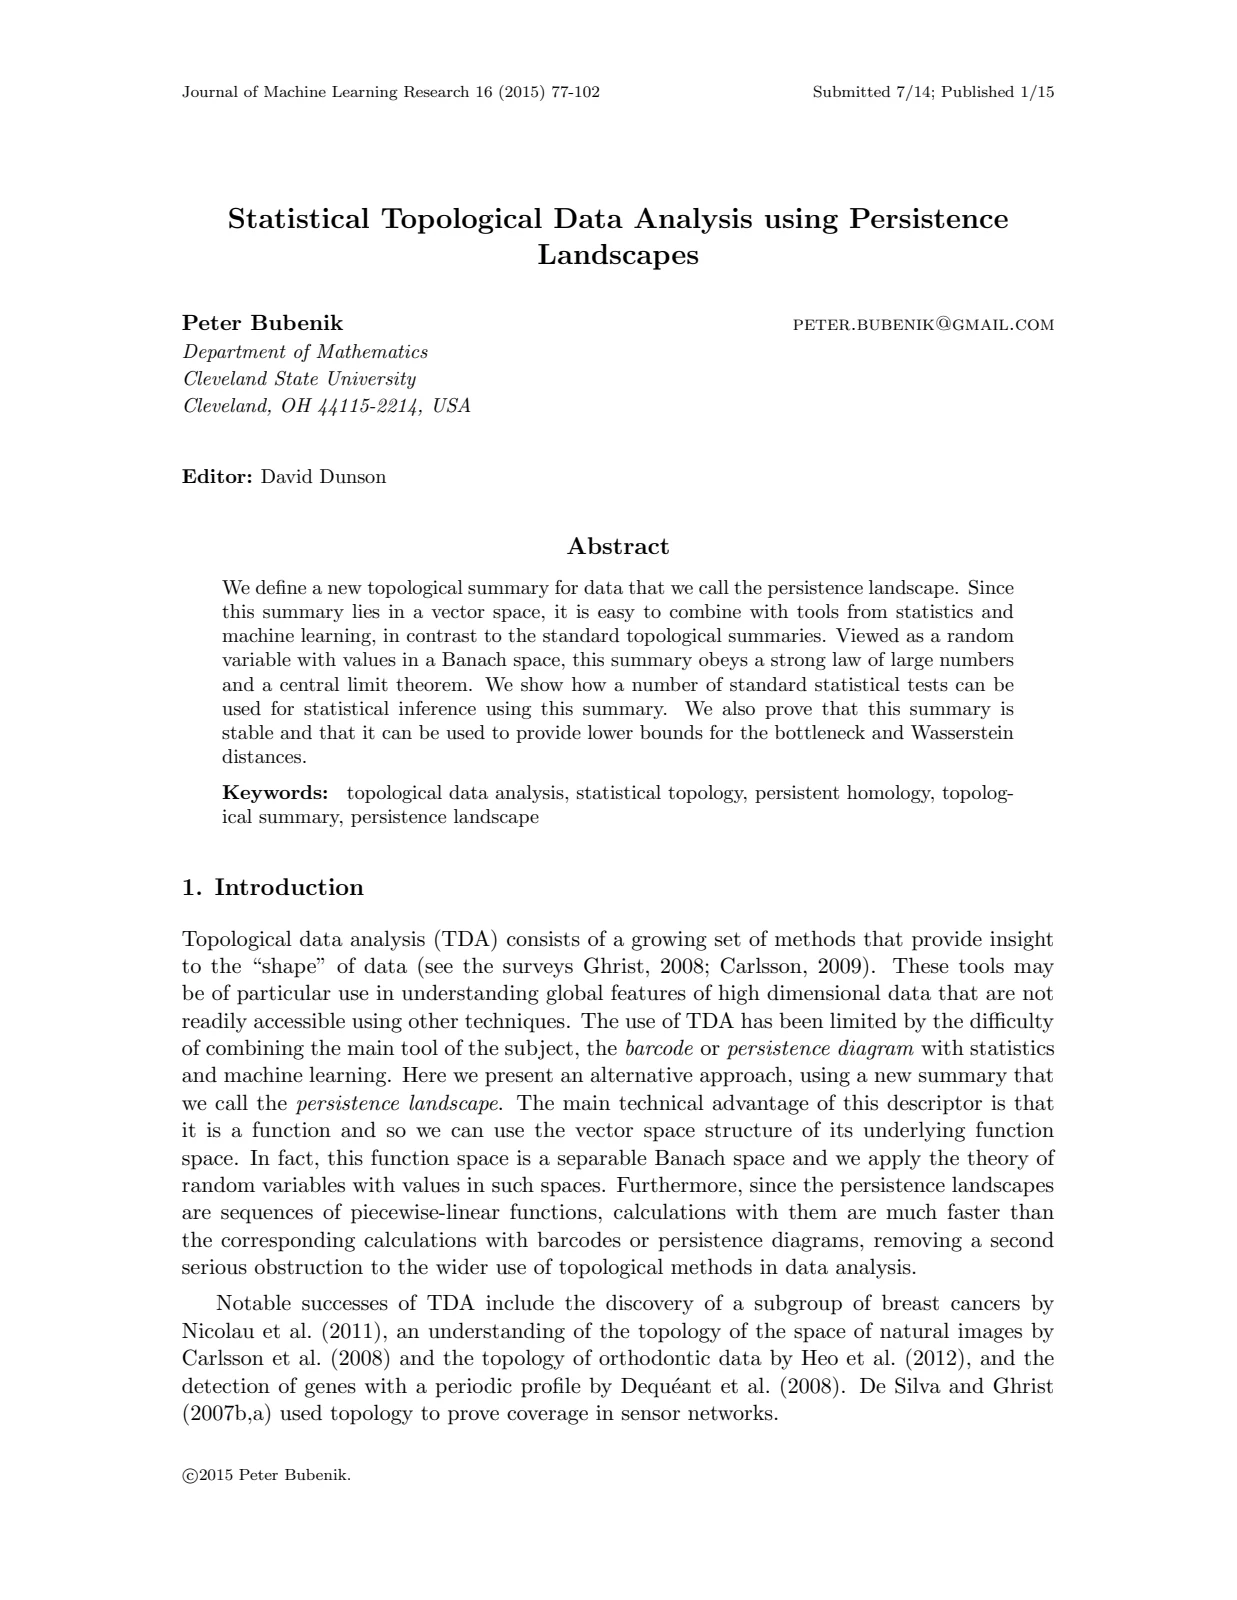 Journal of Machine Learning Research 16 (2015) 77-102
Submitted 7/14; Published 1/15
Statistical Topological Data Analysis using Persistence
Landscapes
Peter Bubenik
PETER.BUBENIK@GMAIL.COM
Department of Mathematics
Cleveland State University
Cleveland, OH 44115-2214, USA
Editor: David Dunson
Abstract
We define a new topological summary for data that we call the persistence landscape. Since
this summary lies in a vector space, it is easy to combine with tools from statistics and
machine learning, in contrast to the standard topological summaries. Viewed as a random
variable with values in a Banach space, this summary obeys a strong law of large numbers
and a central limit theorem. We show how a number of standard statistical tests can be
used for statistical inference using this summary. We also prove that this summary is
stable and that it can be used to provide lower bounds for the bottleneck and Wasserstein
distances.
Keywords: topological data analysis, statistical topology, persistent homology, topolog-
ical summary, persistence landscape
1. Introduction
Topological data analysis (TDA) consists of a growing set of methods that provide insight
to the “shape” of data (see the surveys Ghrist, 2008; Carlsson, 2009). These tools may
be of particular use in understanding global features of high dimensional data that are not
readily accessible using other techniques. The use of TDA has been limited by the difficulty
of combining the main tool of the subject, the barcode or persistence diagram with statistics
and machine learning. Here we present an alternative approach, using a new summary that
we call the persistence landscape. The main technical advantage of this descriptor is that
it is a function and so we can use the vector space structure of its underlying function
space. In fact, this function space is a separable Banach space and we apply the theory of
random variables with values in such spaces. Furthermore, since the persistence landscapes
are sequences of piecewise-linear functions, calculations with them are much faster than
the corresponding calculations with barcodes or persistence diagrams, removing a second
serious obstruction to the wider use of topological methods in data analysis.
Notable successes of TDA include the discovery of a subgroup of breast cancers by
Nicolau et al. (2011), an understanding of the topology of the space of natural images by
Carlsson et al. (2008) and the topology of orthodontic data by Heo et al. (2012), and the
detection of genes with a periodic profile by Dequéant et al. (2008). De Silva and Ghrist
(2007b,a) used topology to prove coverage in sensor networks.
©2015 Peter Bubenik.